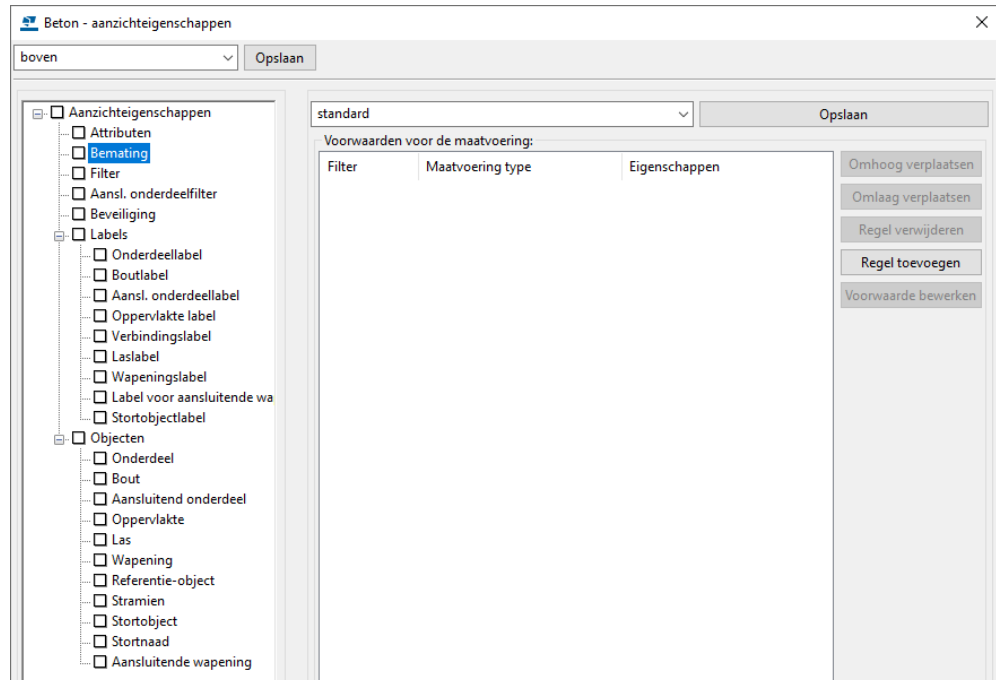 Beton - aanzichteigenschappen
boven
Opslaan
Aanzichteigenschappen
Attributen
Bemating
Filter
Aansl. onderdeelfilter
Beveiliging
Labels
Onderdeellabel
Boutlabel
Aansl. onderdeellabel
Oppervlakte label
Verbindingslabel
Laslabel
Wapeningslabel
Label voor aansluitende wa
Stortobjectlabel
Objecten
Onderdeel
Bout
Aansluitend onderdeel
Oppervlakte
Las
Wapening
Referentie-object
Stramien
Stortobject
Stortnaad
Aansluitende wapening
standard
Opslaan
Voorwaarden voor de maatvoering:
Filter Maatvoering type Eigenschappen
Omhoog verplaatsen
Omlaag verplaatsen
Regel verwijderen
Regel toevoegen
Voorwaarde bewerken